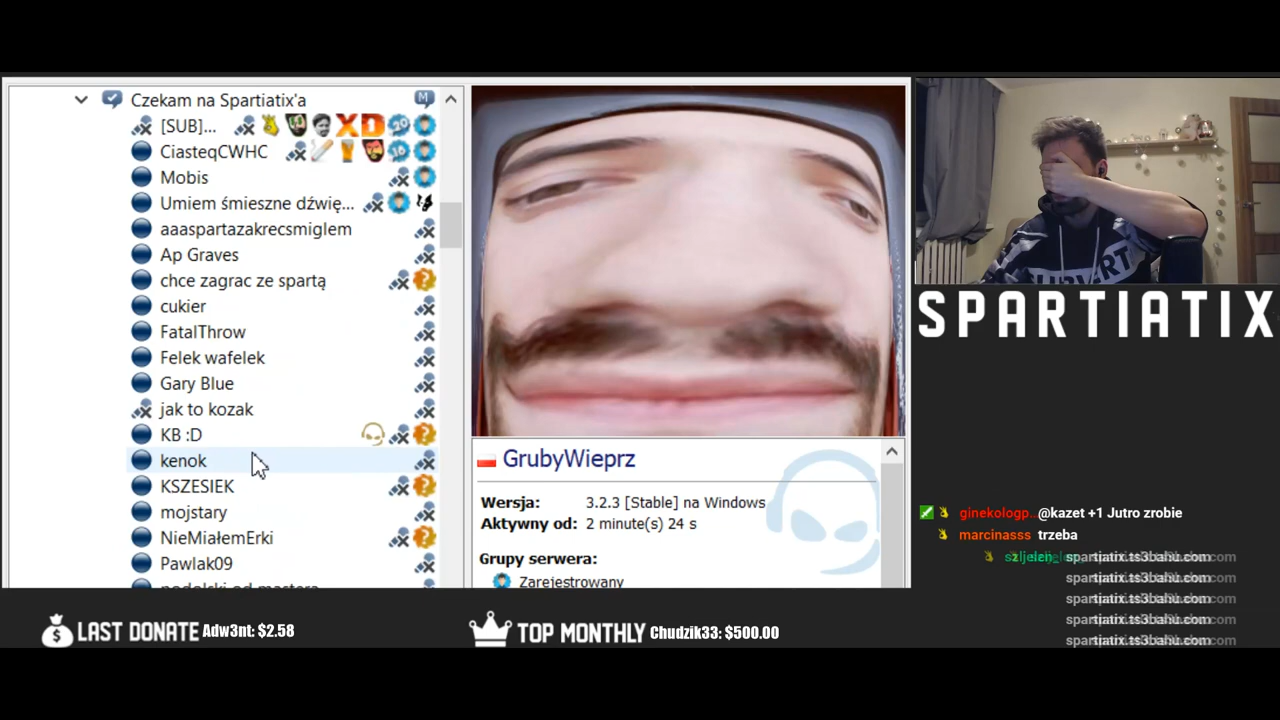 Czekam na Spartiatix'a
[SUB]...
CiasteqCWHC
Mobis
Umiem śmieszne dźwię...
aaaspartazakrecsmiglem
Ap Graves
chce zagrac ze spartą
cukier
FatalThrow
Felek wafelek
Gary Blue
jak to kozak
KB :D
kenok
KSZESIEK
mojstary
NieMiałemErki
Pawlak09
GrubyWieprz
Wersja: 3.2.3 [Stable] na Windows
Aktywny od: 2 minute(s) 24 s
Grupy serwera:
Zarejestrowany
SPARTIATIX
ginekologp... @kazet +1 Jutro zrobie
marcinasss trzeba
spartiatix.ts3bahu.com
spartiatix.ts3bahu.com
spartiatix.ts3bahu.com
spartiatix.ts3bahu.com
spartiatix.ts3bahu.com
LAST DONATE Adw3nt: $2.58
TOP MONTHLY Chudzik33: $500.00